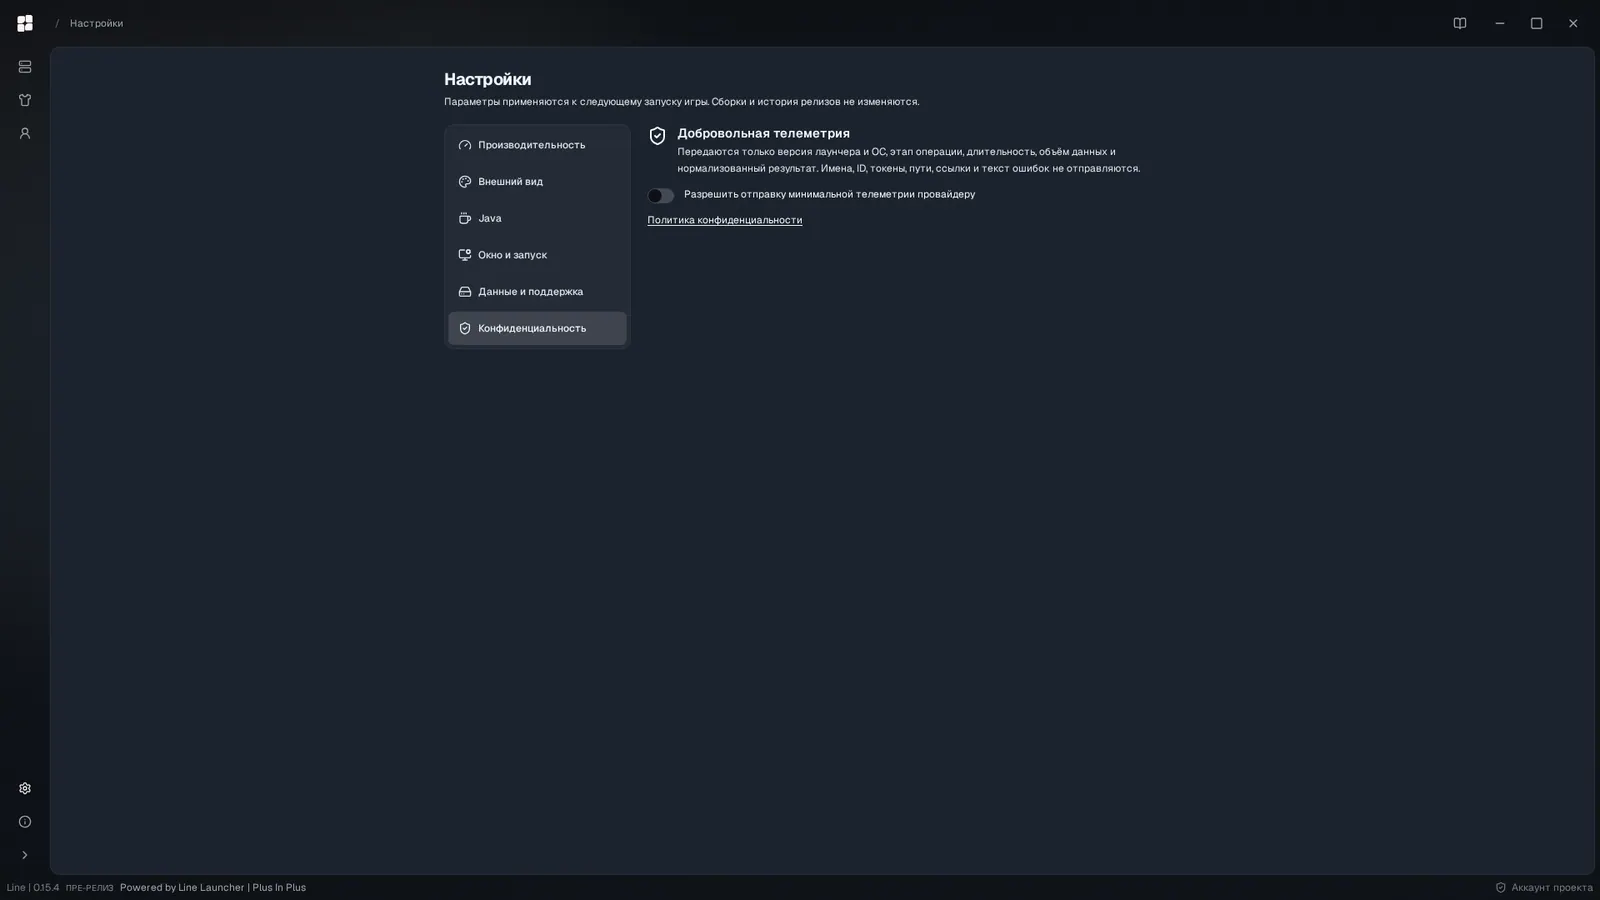 / Настройки
Настройки
Параметры применяются к следующему запуску игры. Сборки и история релизов не изменяются.
Производительность
Внешний вид
Java
Окно и запуск
Данные и поддержка
Конфиденциальность
Добровольная телеметрия
Передаются только версия лаунчера и ОС, этап операции, длительность, объём данных и
нормализованный результат. Имена, ID, токены, пути, ссылки и текст ошибок не отправляются.
Разрешить отправку минимальной телеметрии провайдеру
Политика конфиденциальности
Line | 0.15.4 ПРЕ-РЕЛИЗ Powered by Line Launcher | Plus In Plus
Аккаунт проекта